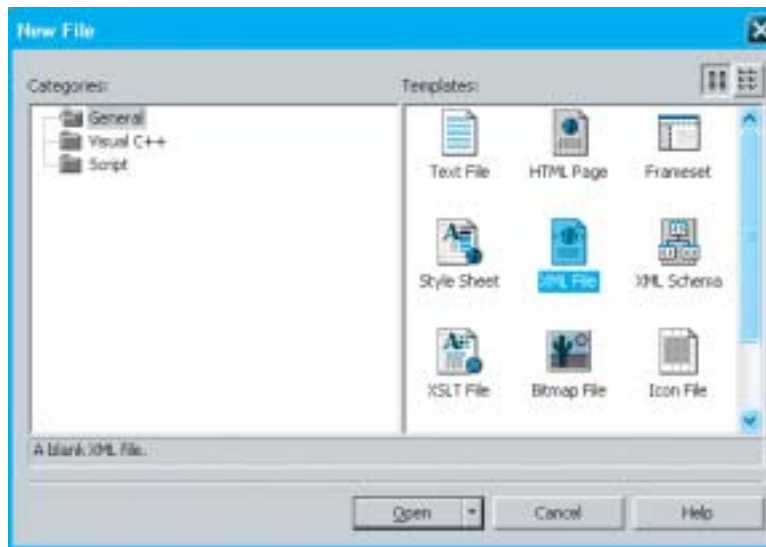 New File
Categories:
Templates:
General
Visual C++
Script
Text File
HTML Page
Frameset
Style Sheet
XML File
XML Schema
XSLT File
Bitmap File
Icon File
A blank XML file.
Open
Cancel
Help